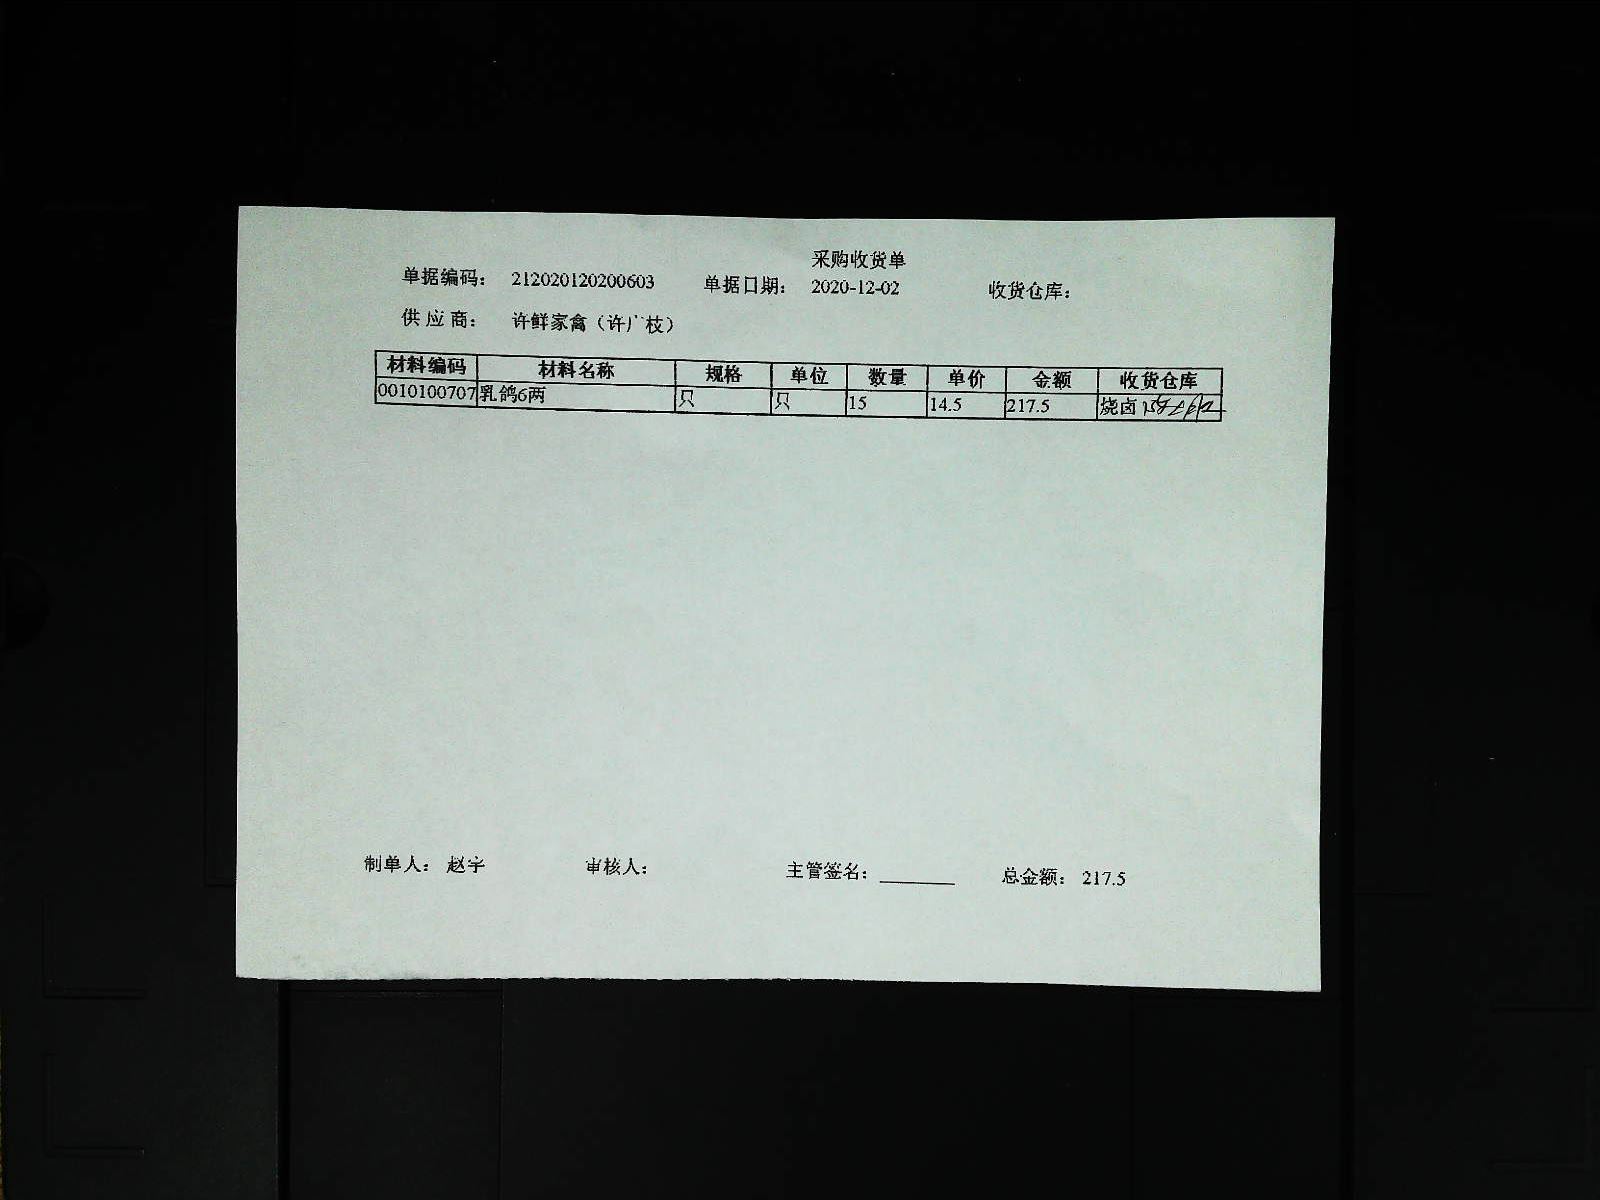 采购收货单
单据编码： 212020120200603 单据日期： 2020-12-02 收货仓库：
供 应 商： 许鲜家禽（许广枝）
材料编码 材料名称 规格 单位 数量 单价 金额 收货仓库
0010100707 乳鸽6两 只 只 15 14.5 217.5 烧卤
制单人： 赵宇 审核人： 主管签名：________ 总金额： 217.5